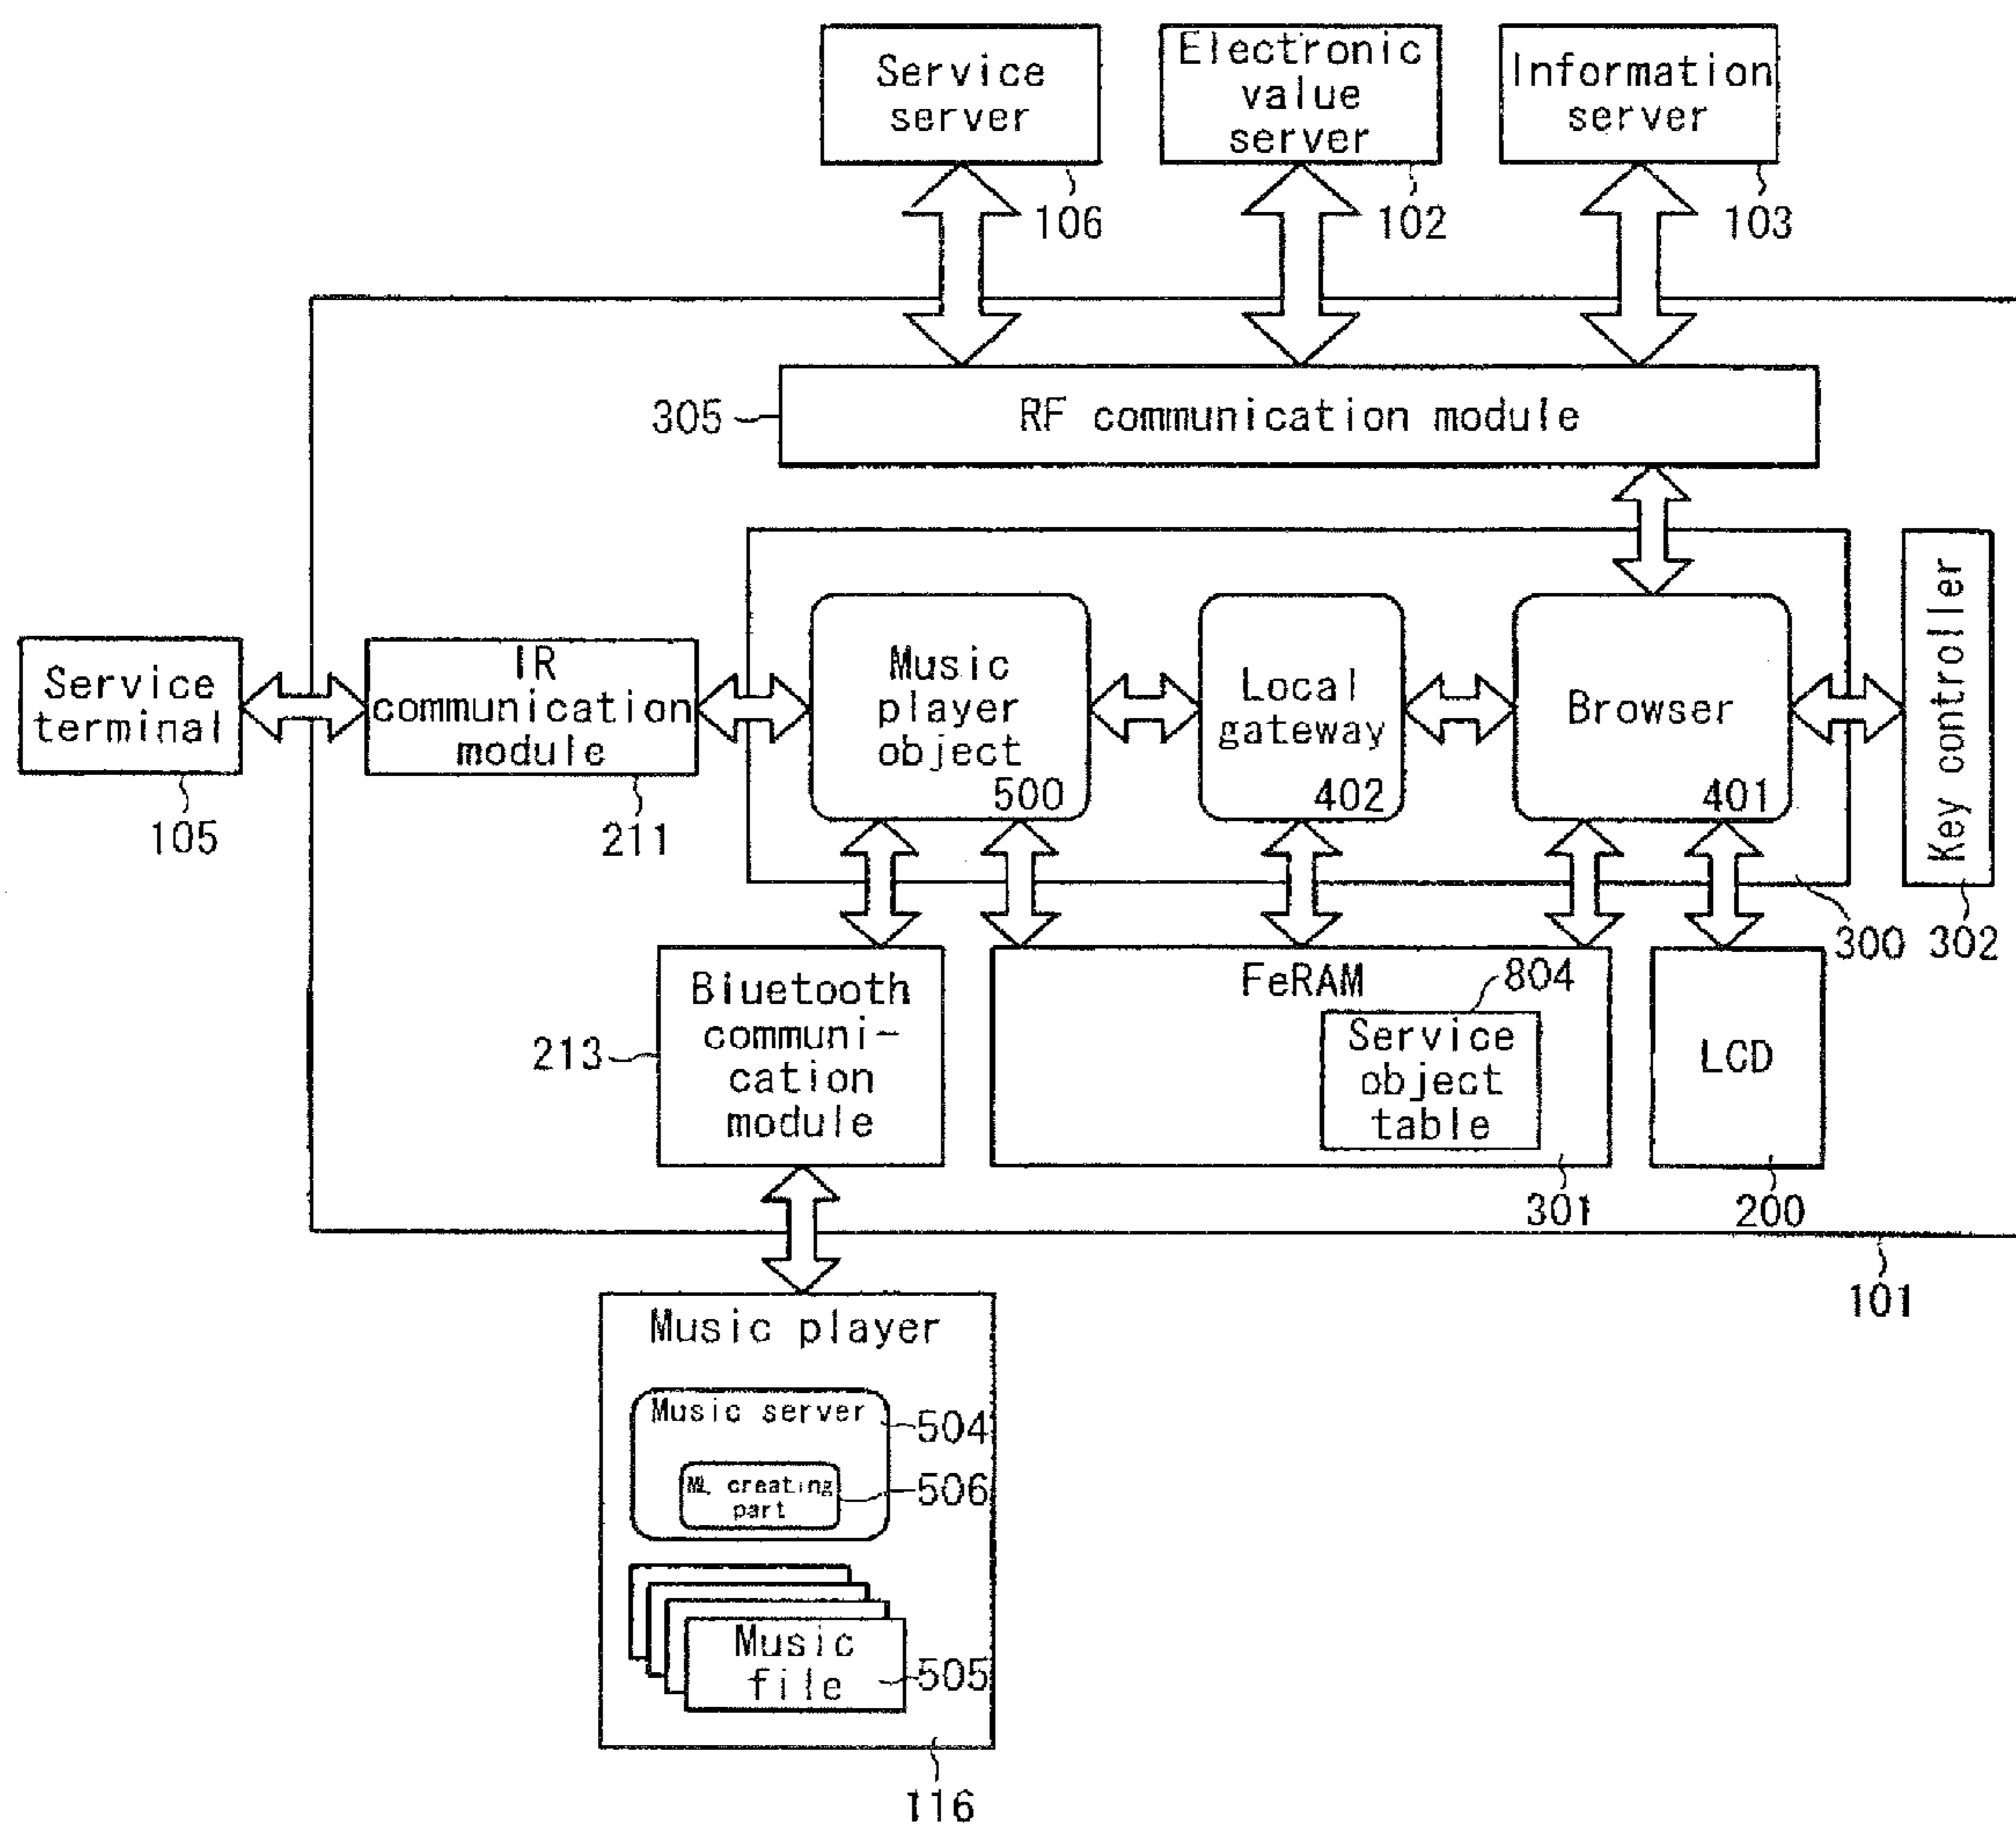 Service
server
106
Electronic
value
server
102
Information
server
103
305
RF communication module
Service
terminal
105
IR
communication
module
211
Music
player
object
500
Local
gateway
402
Browser
401
Key controller
302
300
Bluetooth
communi-
cation
module
213
FeRAM
804
Service
object
table
301
LCD
200
101
Music player
Music server
504
ML creating
part
506
Music
file
505
116